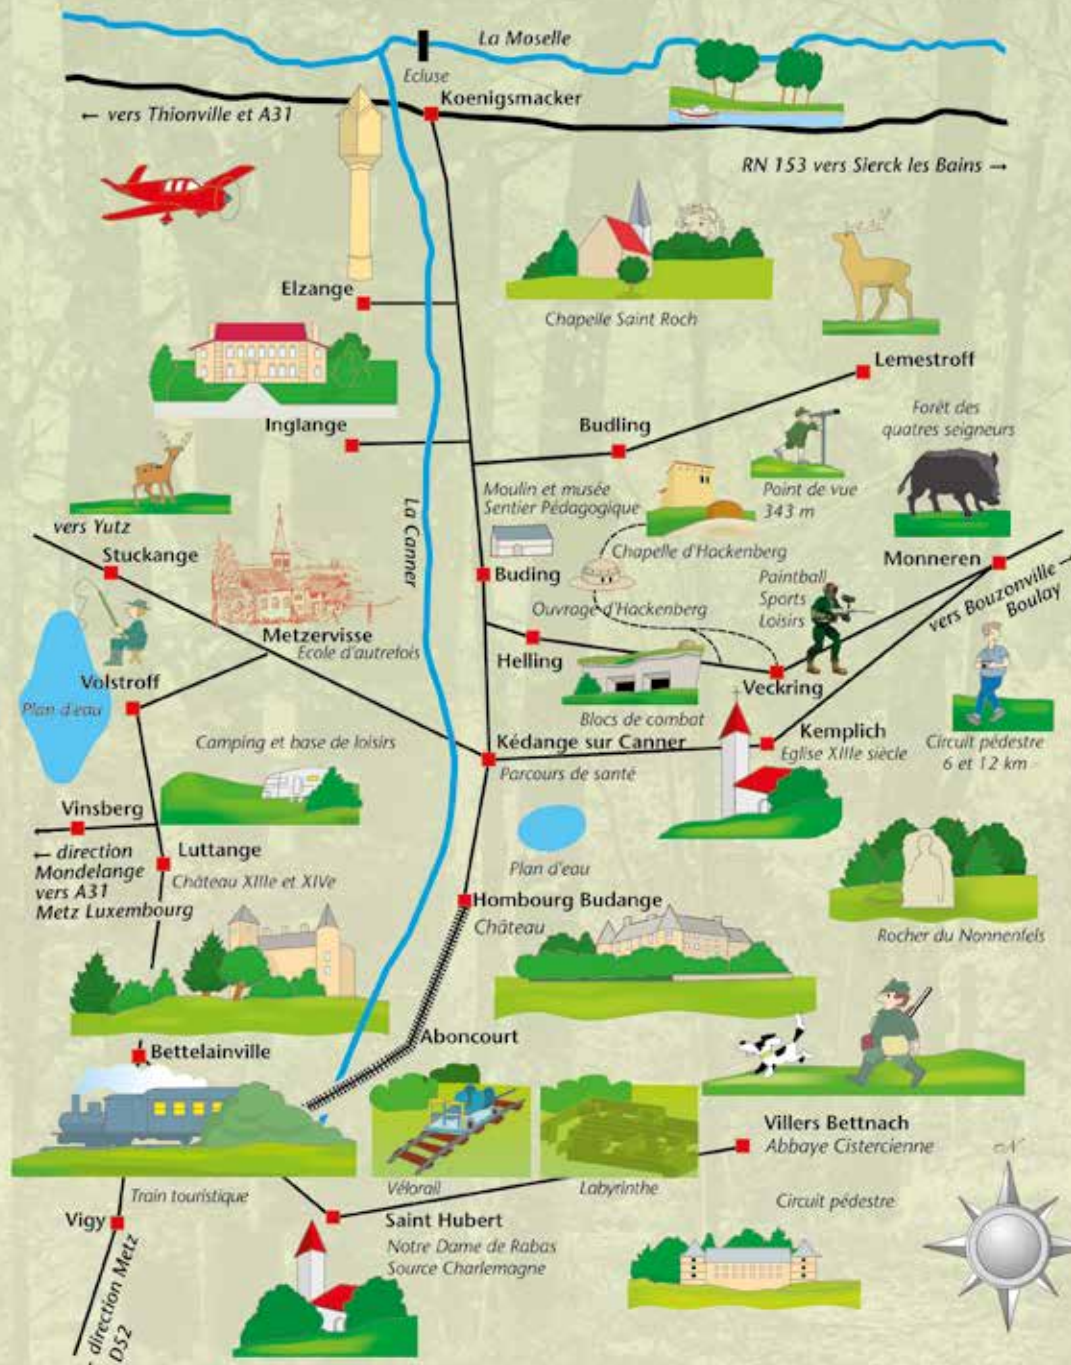 La Moselle
Ecluse
Koenigsmacker
← vers Thionville et A31
RN 153 vers Sierck les Bains →
Elzange
Chapelle Saint Roch
Lemestroff
Inglange
Budling
Forêt des
quatres seigneurs
Moulin et musée
Sentier Pédagogique
Point de vue
343 m
La Canner
vers Yutz
Stuckange
Chapelle d'Hackenberg
Monneren
Buding
Paintball
Sports
Loisirs
vers Bouzonville →
Boulay
Ouvrage d'Hackenberg
Metzervisse
Ecole d'autrefois
Helling
Veckring
Volstroff
Plan d'eau
Blocs de combat
Camping et base de loisirs
Kédange sur Canner
Parcours de santé
Kemplich
Eglise XIIIe siècle
Circuit pédestre
6 et 12 km
Vinsberg
← direction
Mondelange
vers A31
Metz Luxembourg
Luttange
Château XIIIe et XIVe
Plan d'eau
Hombourg Budange
Château
Rocher du Nonnenfels
Aboncourt
Bettelainville
Villers Bettnach
Abbaye Cistercienne
N
Train touristique
Vélorail
Labyrinthe
Circuit pédestre
Vigy
Saint Hubert
Notre Dame de Rabas
Source Charlemagne
← direction Metz
D52